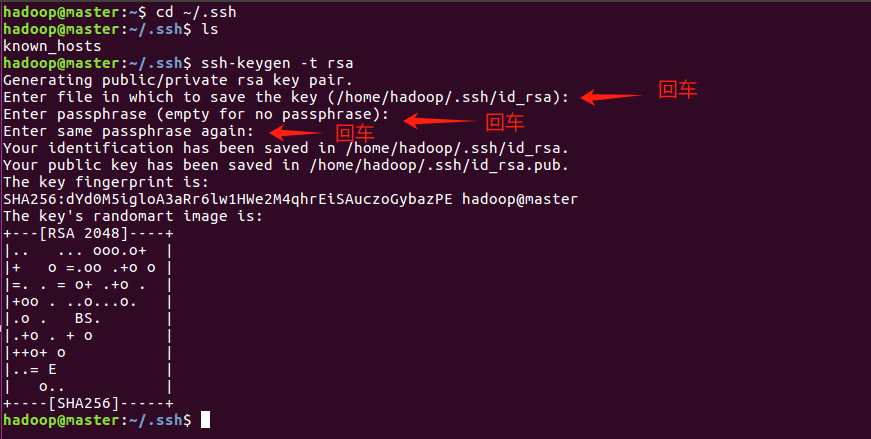 hadoop@master:~$ cd ~/.ssh
hadoop@master:~/.ssh$ ls
known_hosts
hadoop@master:~/.ssh$ ssh-keygen -t rsa
Generating public/private rsa key pair.
Enter file in which to save the key (/home/hadoop/.ssh/id_rsa): 回车
Enter passphrase (empty for no passphrase): 回车
Enter same passphrase again: 回车
Your identification has been saved in /home/hadoop/.ssh/id_rsa.
Your public key has been saved in /home/hadoop/.ssh/id_rsa.pub.
The key fingerprint is:
SHA256:dYd0M5igloA3aRr6lw1HWe2M4qhrEiSAuczoGybazPE hadoop@master
The key's randomart image is:
+---[RSA 2048]----+
|..   ... ooo.o+  |
|+   o =.oo .+o o |
|=. . = o+ .+o .  |
|+oo . ..o...o.   |
|.o .   BS.       |
|.+o . + o        |
|++o+ o           |
|..= E            |
|   o..           |
+----[SHA256]-----+
hadoop@master:~/.ssh$